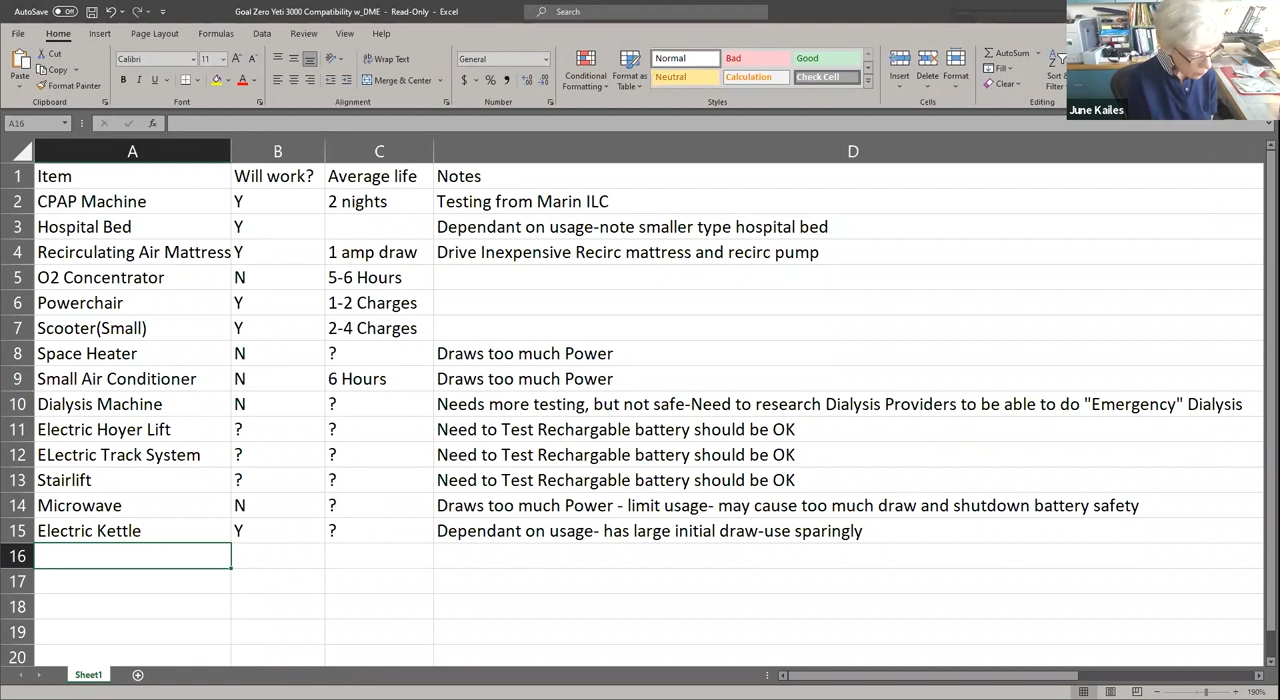 AutoSave Off Goal Zero Yeti 3000 Compatibility w_DME - Read-Only - Excel Search
File Home Insert Page Layout Formulas Data Review View Help
Paste Cut Copy Format Painter Clipboard
Calibri 11 B I U A A Font
Wrap Text Merge & Center Alignment
General $ % Number
Conditional Formatting Format as Table Normal Bad Good Neutral Calculation Check Cell Styles
Insert Delete Format Cells
AutoSum Fill Clear Sort & Editing
June Kailes
A16 fx
A B C D
1 Item Will work? Average life Notes
2 CPAP Machine Y 2 nights Testing from Marin ILC
3 Hospital Bed Y Dependant on usage-note smaller type hospital bed
4 Recirculating Air Mattress Y 1 amp draw Drive Inexpensive Recirc mattress and recirc pump
5 O2 Concentrator N 5-6 Hours
6 Powerchair Y 1-2 Charges
7 Scooter(Small) Y 2-4 Charges
8 Space Heater N ? Draws too much Power
9 Small Air Conditioner N 6 Hours Draws too much Power
10 Dialysis Machine N ? Needs more testing, but not safe-Need to research Dialysis Providers to be able to do "Emergency" Dialysis
11 Electric Hoyer Lift ? ? Need to Test Rechargable battery should be OK
12 ELectric Track System ? ? Need to Test Rechargable battery should be OK
13 Stairlift ? ? Need to Test Rechargable battery should be OK
14 Microwave N ? Draws too much Power - limit usage- may cause too much draw and shutdown battery safety
15 Electric Kettle Y ? Dependant on usage- has large initial draw-use sparingly
16
17
18
19
20
Sheet1
190%